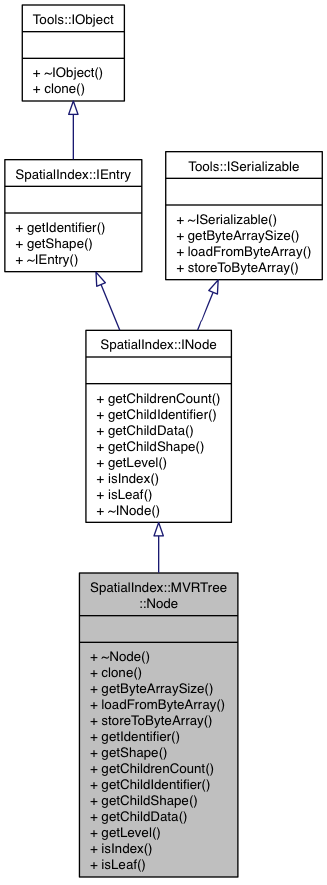 Tools::IObject
+ ~IObject()
+ clone()
SpatialIndex::IEntry
+ getIdentifier()
+ getShape()
+ ~IEntry()
Tools::ISerializable
+ ~ISerializable()
+ getByteArraySize()
+ loadFromByteArray()
+ storeToByteArray()
SpatialIndex::INode
+ getChildrenCount()
+ getChildIdentifier()
+ getChildData()
+ getChildShape()
+ getLevel()
+ isIndex()
+ isLeaf()
+ ~INode()
SpatialIndex::MVRTree
::Node
+ ~Node()
+ clone()
+ getByteArraySize()
+ loadFromByteArray()
+ storeToByteArray()
+ getIdentifier()
+ getShape()
+ getChildrenCount()
+ getChildIdentifier()
+ getChildShape()
+ getChildData()
+ getLevel()
+ isIndex()
+ isLeaf()